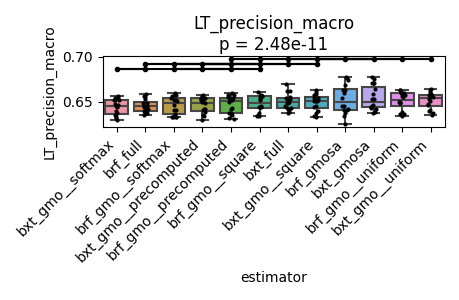 LT_precision_macro
p = 2.48e-11
LT_precision_macro
0.70
0.65
bxt_gmo__softmax
brf_full
brf_gmo__softmax
bxt_gmo__precomputed
brf_gmo__precomputed
brf_gmo__square
bxt_full
bxt_gmo__square
brf_gmosa
bxt_gmosa
brf_gmo__uniform
bxt_gmo__uniform
estimator